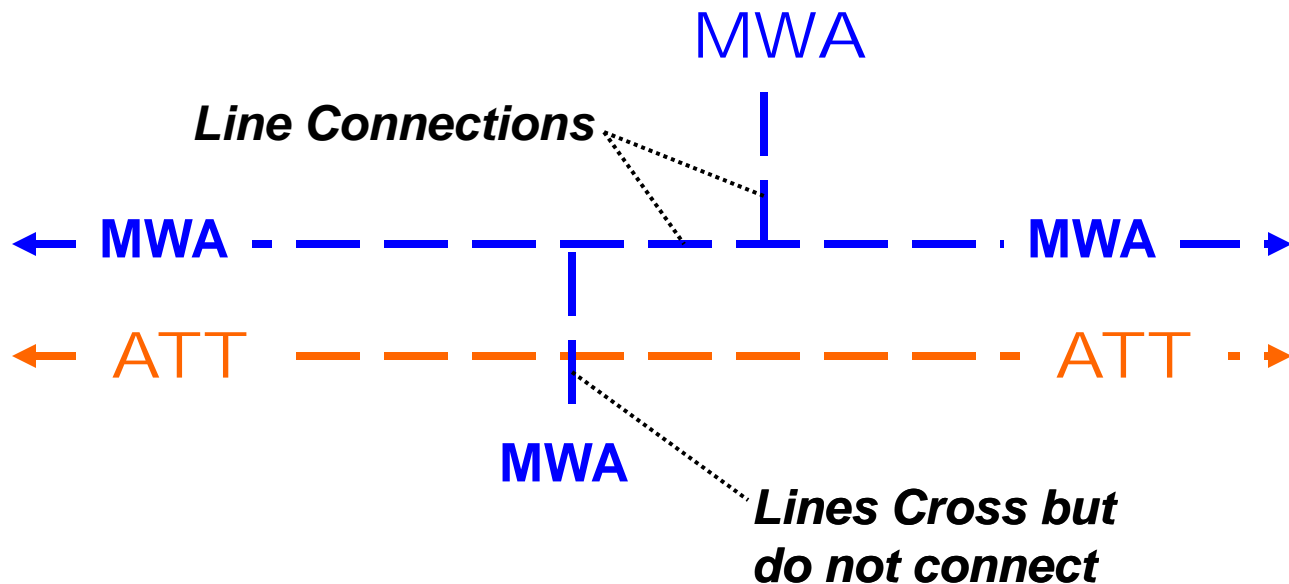 MWA
Line Connections
MWA MWA
ATT ATT
MWA
Lines Cross but
do not connect